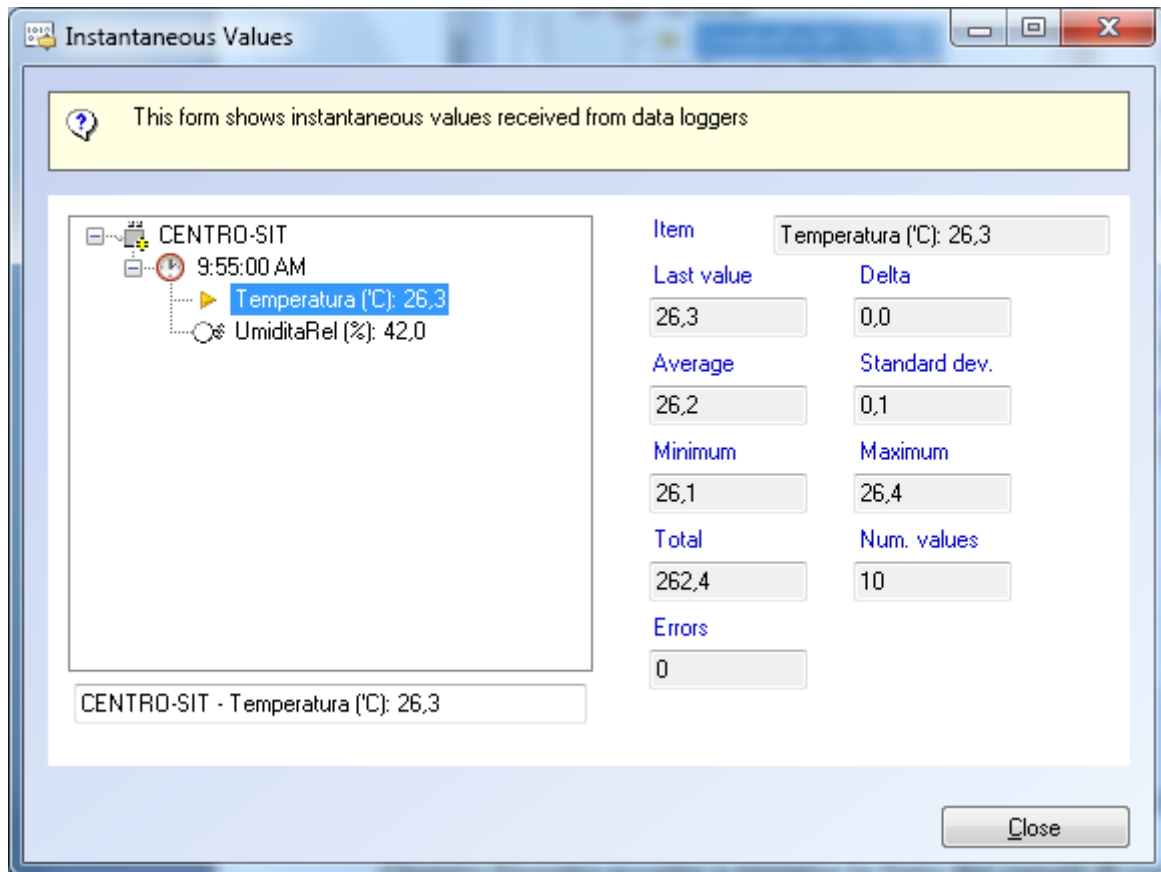 Instantaneous Values
This form shows instantaneous values received from data loggers
CENTRO-SIT
9:55:00 AM
Temperatura ('C): 26,3
UmiditaRel (%): 42,0
CENTRO-SIT - Temperatura ('C): 26,3
Item
Temperatura ('C): 26,3
Last value
Delta
26,3
0,0
Average
Standard dev.
26,2
0,1
Minimum
Maximum
26,1
26,4
Total
Num. values
262,4
10
Errors
0
Close